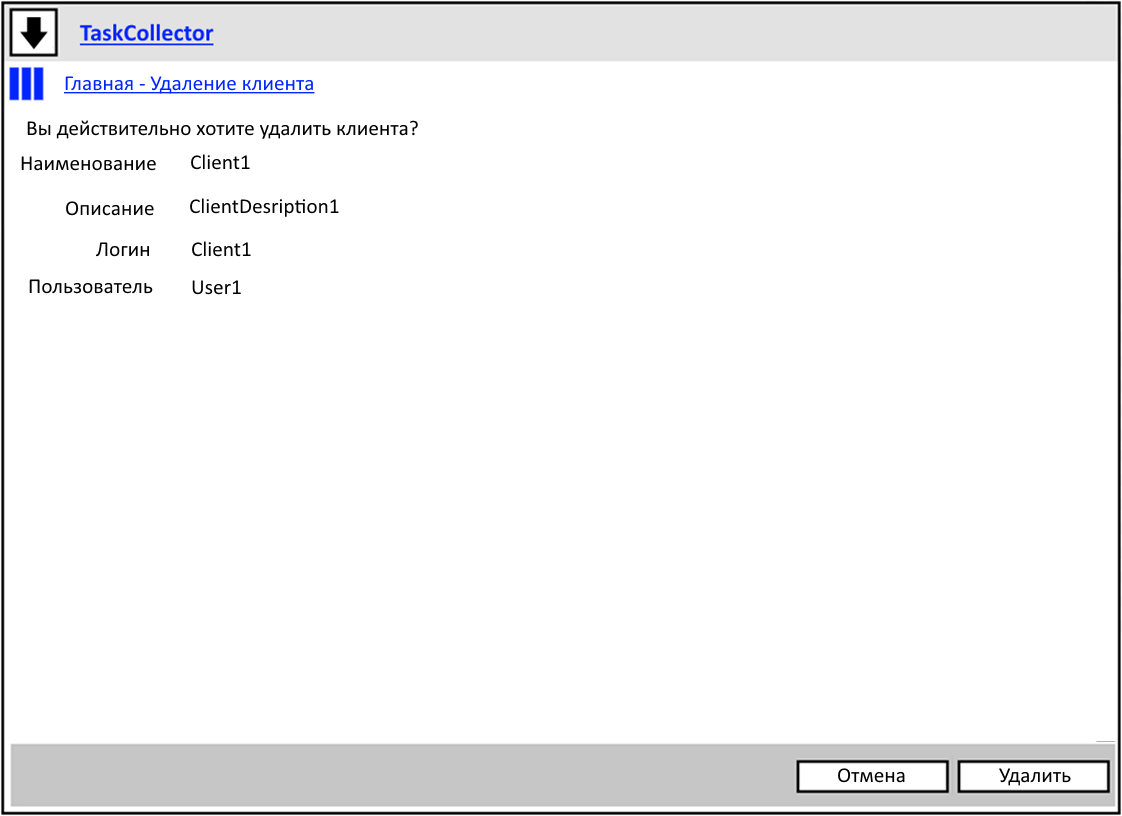 TaskCollector
Главная - Удаление клиента
Вы действительно хотите удалить клиента?
Наименование Client1
Описание ClientDesription1
Логин Client1
Пользователь User1
Отмена Удалить